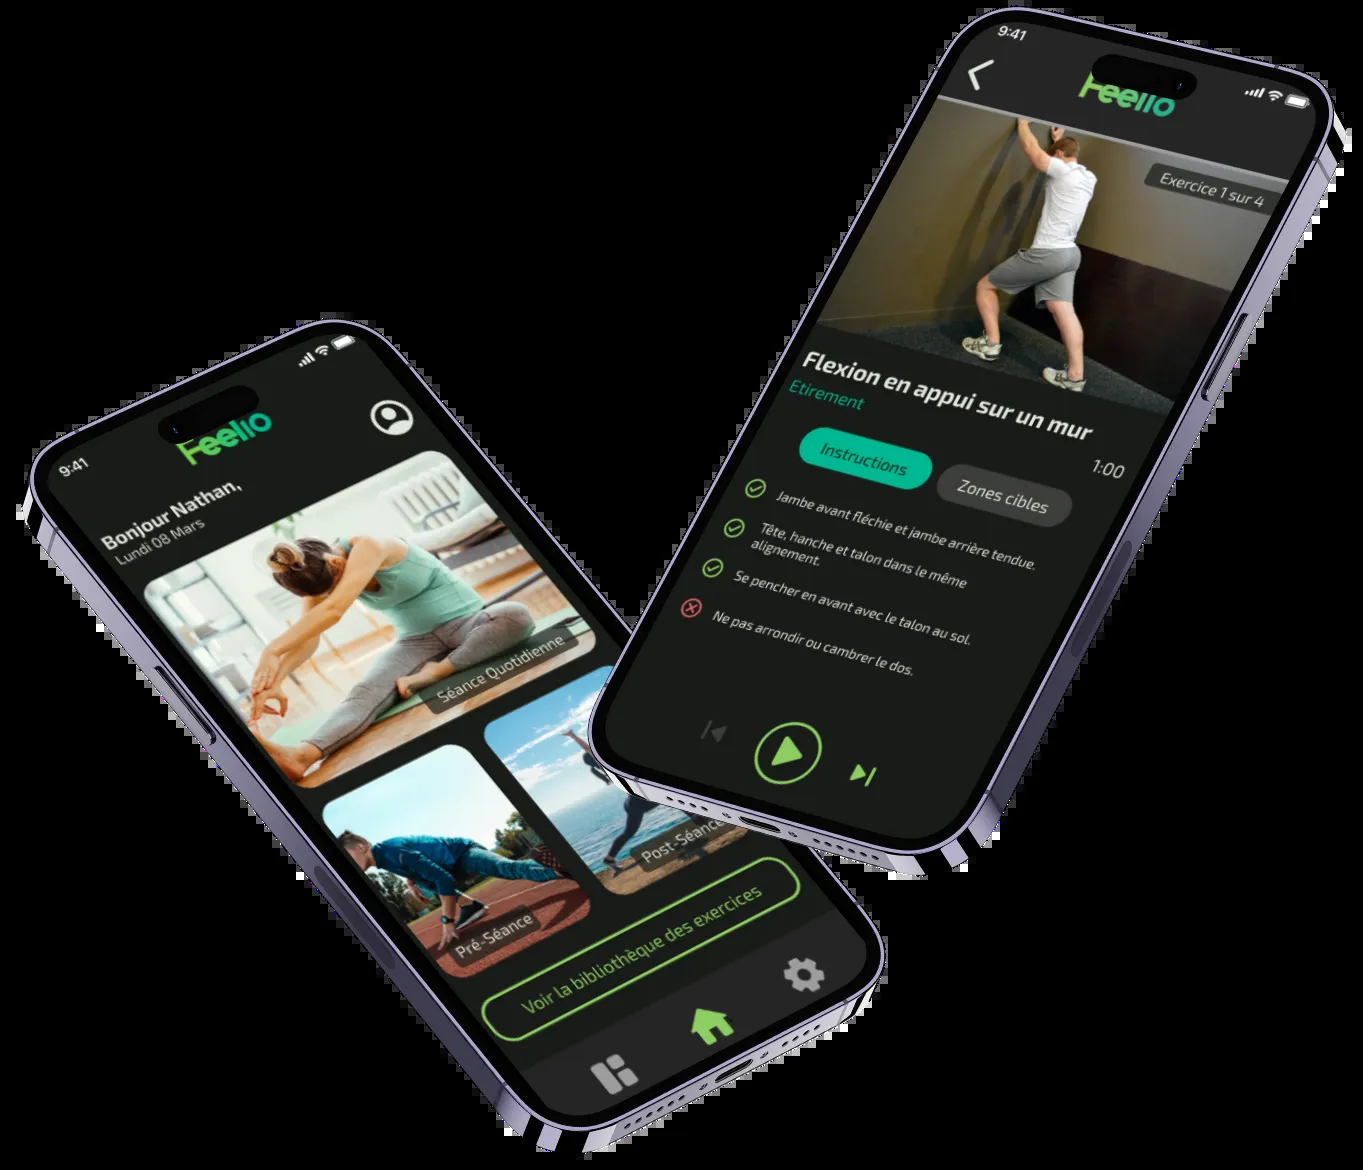 9:41
Feelio
Bonjour Nathan,
Lundi 08 Mars
Séance Quotidienne
Pré-Séance
Post-Séance
Voir la bibliothèque des exercices
9:41
Feelio
Exercice 1 sur 4
Flexion en appui sur un mur
Etirement
1:00
Instructions
Zones cibles
Jambe avant fléchie et jambe arrière tendue.
Tête, hanche et talon dans le même
alignement.
Se pencher en avant avec le talon au sol.
Ne pas arrondir ou cambrer le dos.